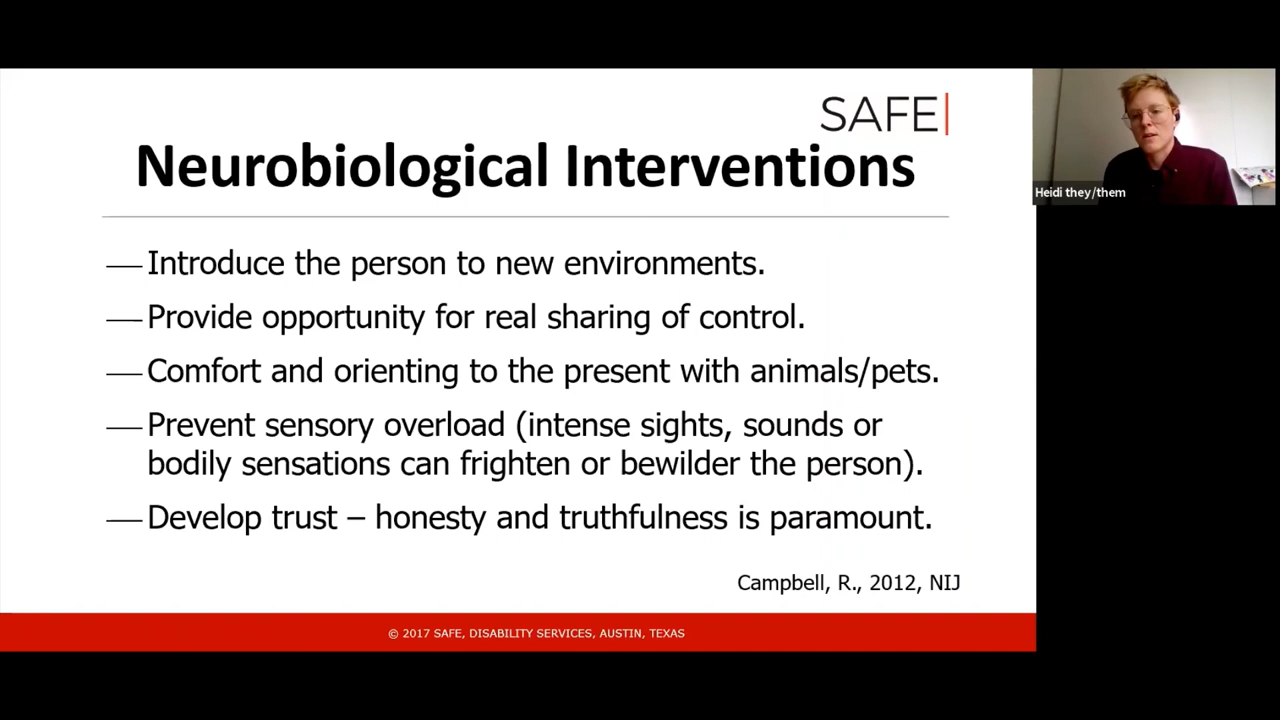 SAFE
Neurobiological Interventions
Heidi they/them
— Introduce the person to new environments.
— Provide opportunity for real sharing of control.
— Comfort and orienting to the present with animals/pets.
— Prevent sensory overload (intense sights, sounds or
bodily sensations can frighten or bewilder the person).
— Develop trust – honesty and truthfulness is paramount.
Campbell, R., 2012, NIJ
© 2017 SAFE, DISABILITY SERVICES, AUSTIN, TEXAS